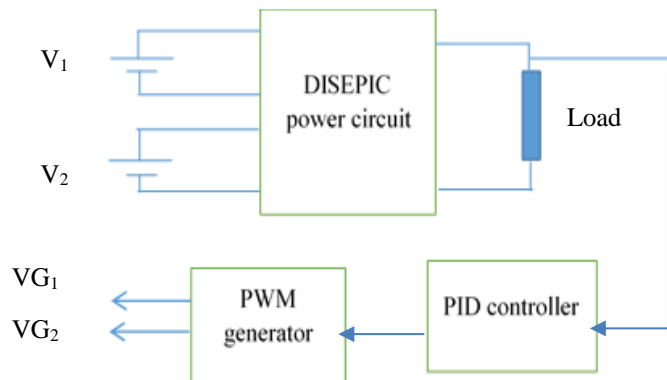 V₁
DISEPIC
power circuit
Load
V₂
VG₁
VG₂
PWM
generator
PID controller